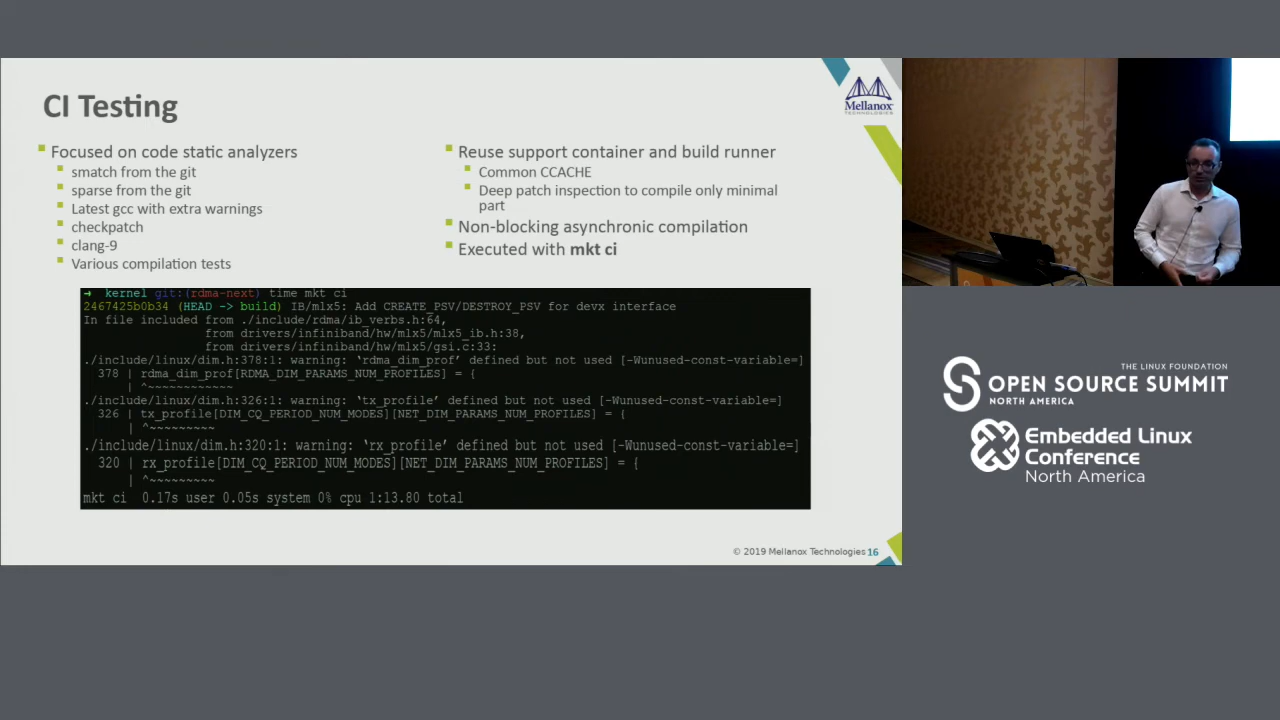 CI Testing
Mellanox
TECHNOLOGIES
Focused on code static analyzers
smatch from the git
sparse from the git
Latest gcc with extra warnings
checkpatch
clang-9
Various compilation tests
Reuse support container and build runner
Common CCACHE
Deep patch inspection to compile only minimal
part
Non-blocking asynchronic compilation
Executed with mkt ci
→ kernel git:(rdma-next) time mkt ci
2467425b0b34 (HEAD -> build) IB/mlx5: Add CREATE_PSV/DESTROY_PSV for devx interface
In file included from ./include/rdma/ib_verbs.h:64,
from drivers/infiniband/hw/mlx5/mlx5_ib.h:38,
from drivers/infiniband/hw/mlx5/gsi.c:33:
./include/linux/dim.h:378:1: warning: ‘rdma_dim_prof’ defined but not used [-Wunused-const-variable=]
378 | rdma_dim_prof[RDMA_DIM_PARAMS_NUM_PROFILES] = {
| ^~~~~~~~~~~~~
./include/linux/dim.h:326:1: warning: ‘tx_profile’ defined but not used [-Wunused-const-variable=]
326 | tx_profile[DIM_CQ_PERIOD_NUM_MODES][NET_DIM_PARAMS_NUM_PROFILES] = {
| ^~~~~~~~~~
./include/linux/dim.h:320:1: warning: ‘rx_profile’ defined but not used [-Wunused-const-variable=]
320 | rx_profile[DIM_CQ_PERIOD_NUM_MODES][NET_DIM_PARAMS_NUM_PROFILES] = {
| ^~~~~~~~~~
mkt ci 0.17s user 0.05s system 0% cpu 1:13.80 total
© 2019 Mellanox Technologies 16
THE LINUX FOUNDATION
OPEN SOURCE SUMMIT
NORTH AMERICA
Embedded Linux
Conference
North America